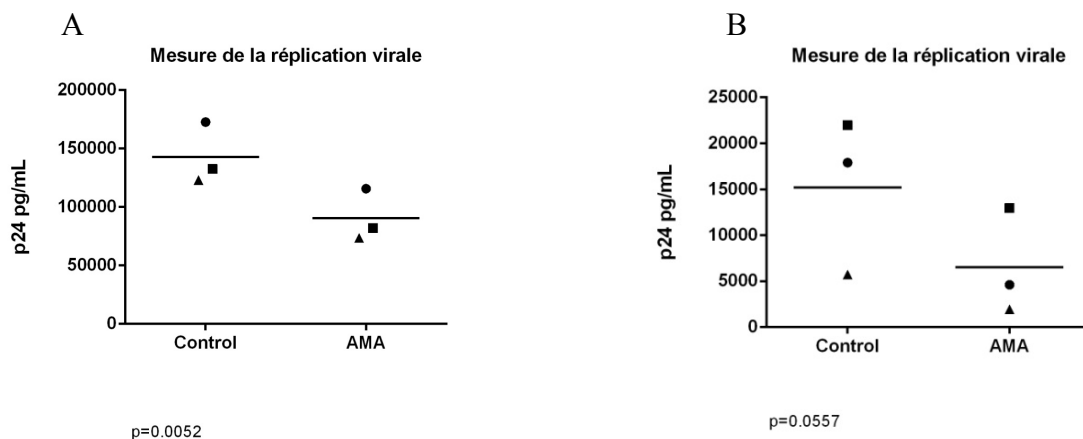 A
Mesure de la réplication virale
p24 pg/mL
200000
150000
100000
50000
0
Control AMA
p=0.0052
B
Mesure de la réplication virale
p24 pg/mL
25000
20000
15000
10000
5000
0
Control AMA
p=0.0557